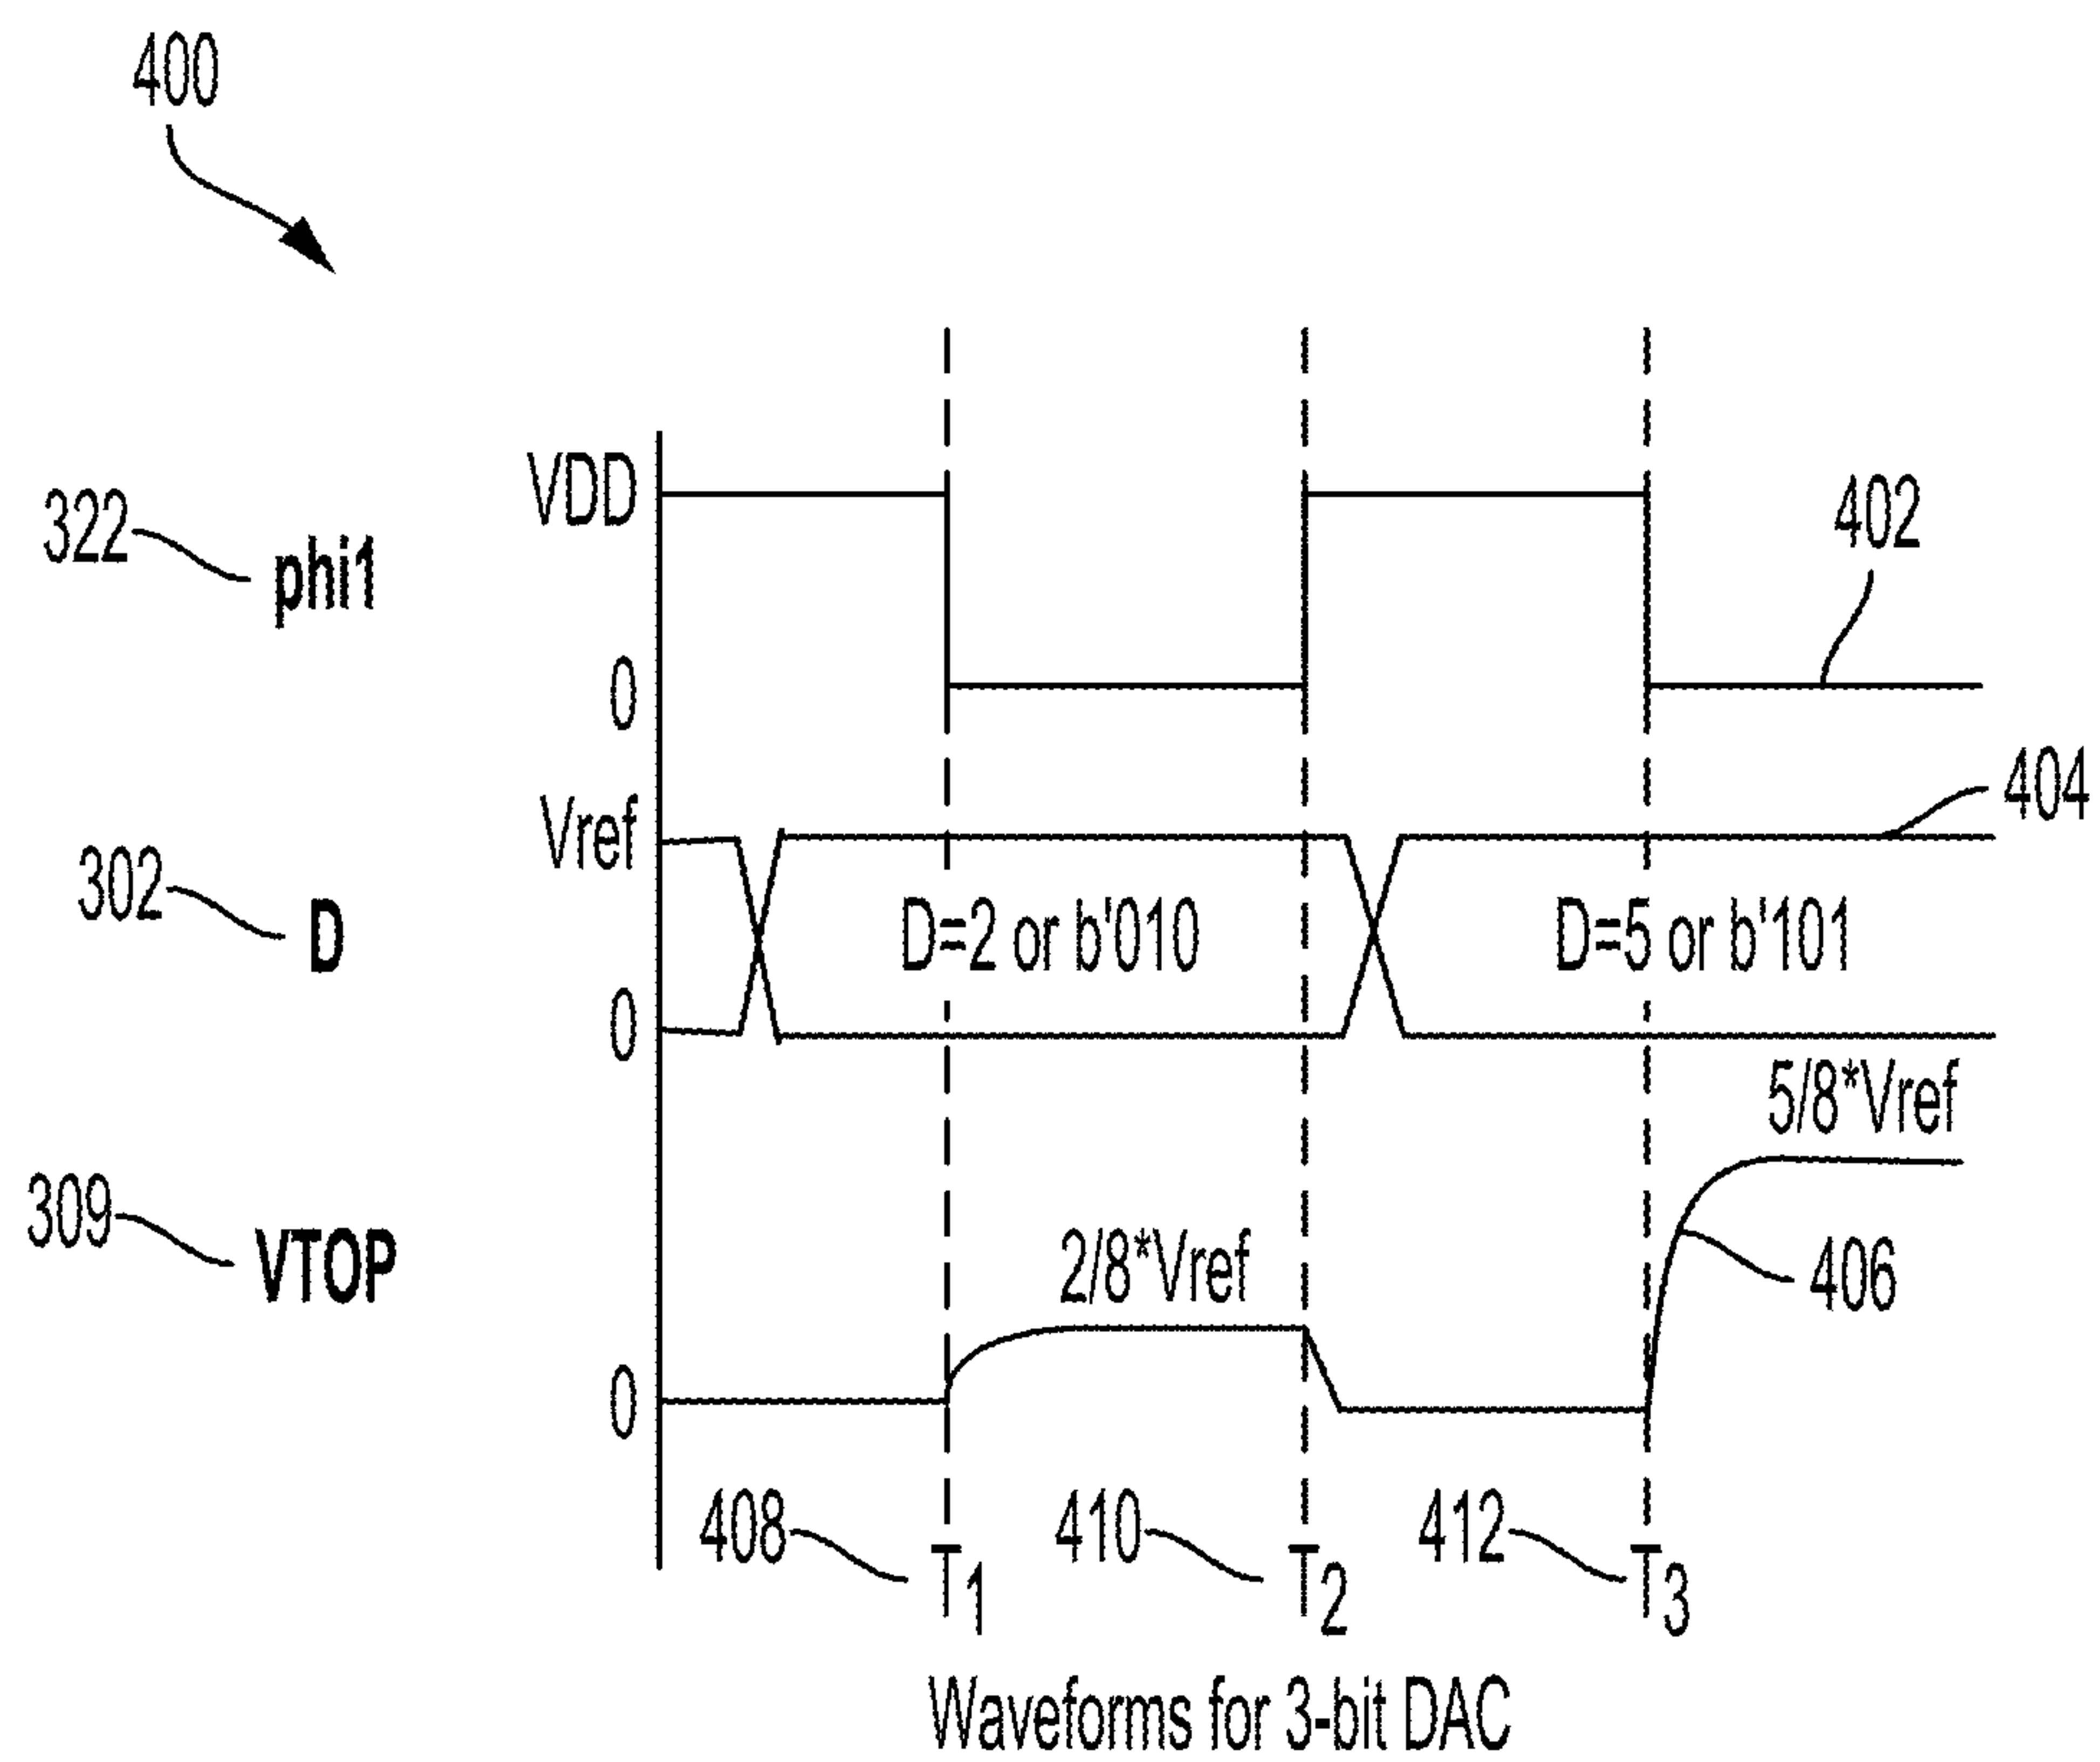 400
VDD
322
phi1
402
0
404
Vref
302
D
D=2 or b'010
D=5 or b'101
0
5/8*Vref
309
VTOP
2/8*Vref
406
0
408
T1
410
T2
412
T3
Waveforms for 3-bit DAC